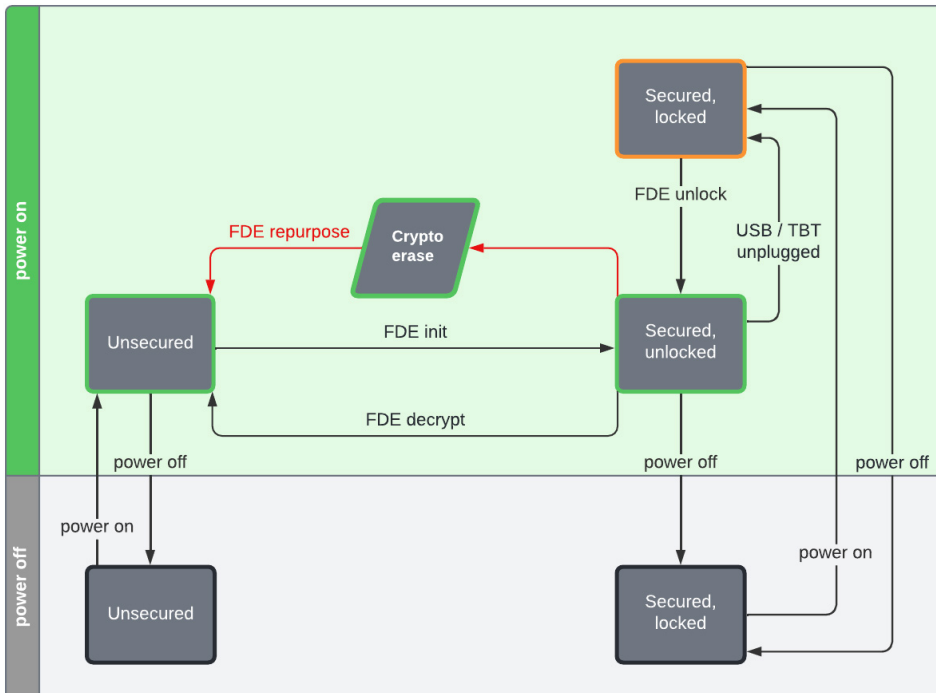 power on
Secured,
locked
FDE unlock
USB / TBT
unplugged
FDE repurpose
Crypto
erase
Unsecured
FDE init
Secured,
unlocked
FDE decrypt
power off
power off
power off
power on
power on
power off
Unsecured
Secured,
locked